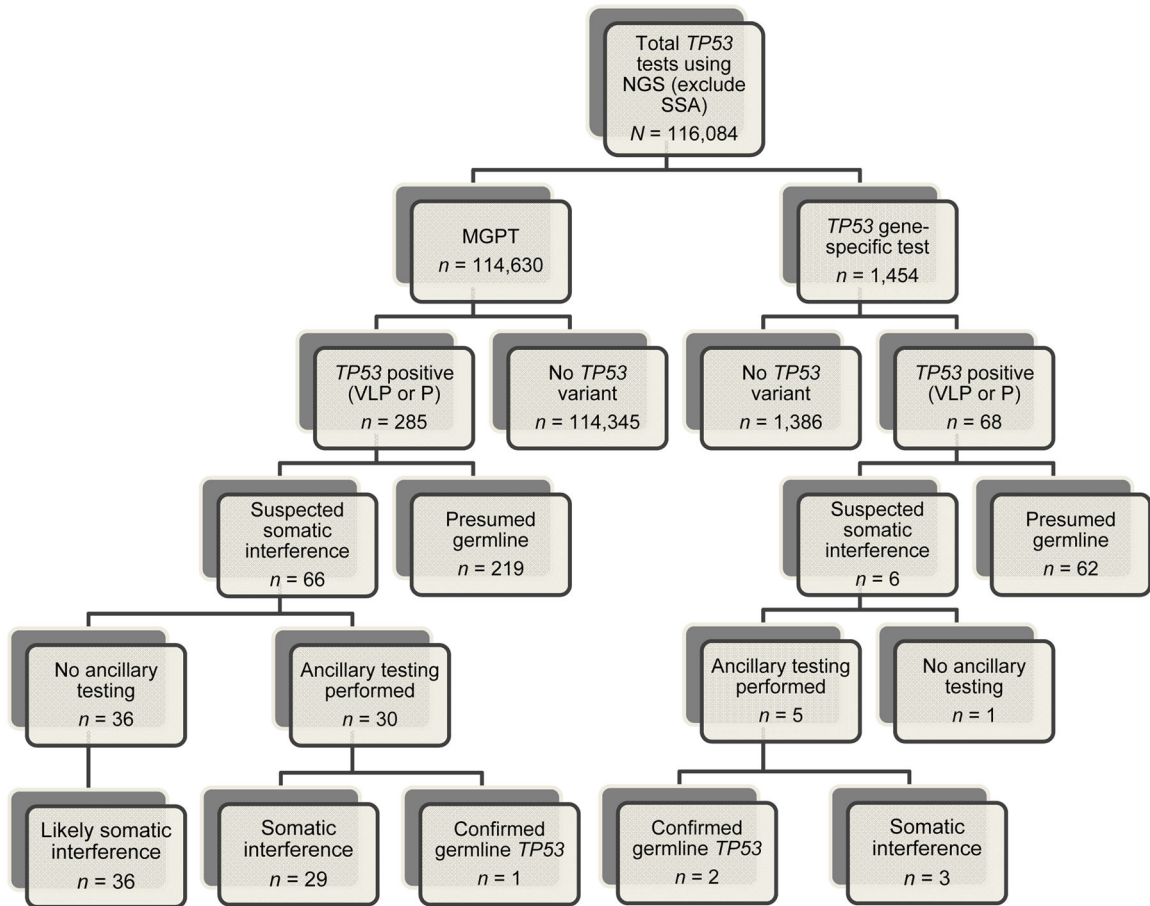 Total TP53
tests using
NGS (exclude
SSA)
N = 116,084
MGPT
n = 114,630
TP53 gene-
specific test
n = 1,454
TP53 positive
(VLP or P)
n = 285
No TP53
variant
n = 114,345
No TP53
variant
n = 1,386
TP53 positive
(VLP or P)
n = 68
Suspected
somatic
interference
n = 66
Presumed
germline
n = 219
Suspected
somatic
interference
n = 6
Presumed
germline
n = 62
No ancillary
testing
n = 36
Ancillary testing
performed
n = 30
Ancillary testing
performed
n = 5
No ancillary
testing
n = 1
Likely somatic
interference
n = 36
Somatic
interference
n = 29
Confirmed
germline TP53
n = 1
Confirmed
germline TP53
n = 2
Somatic
interference
n = 3